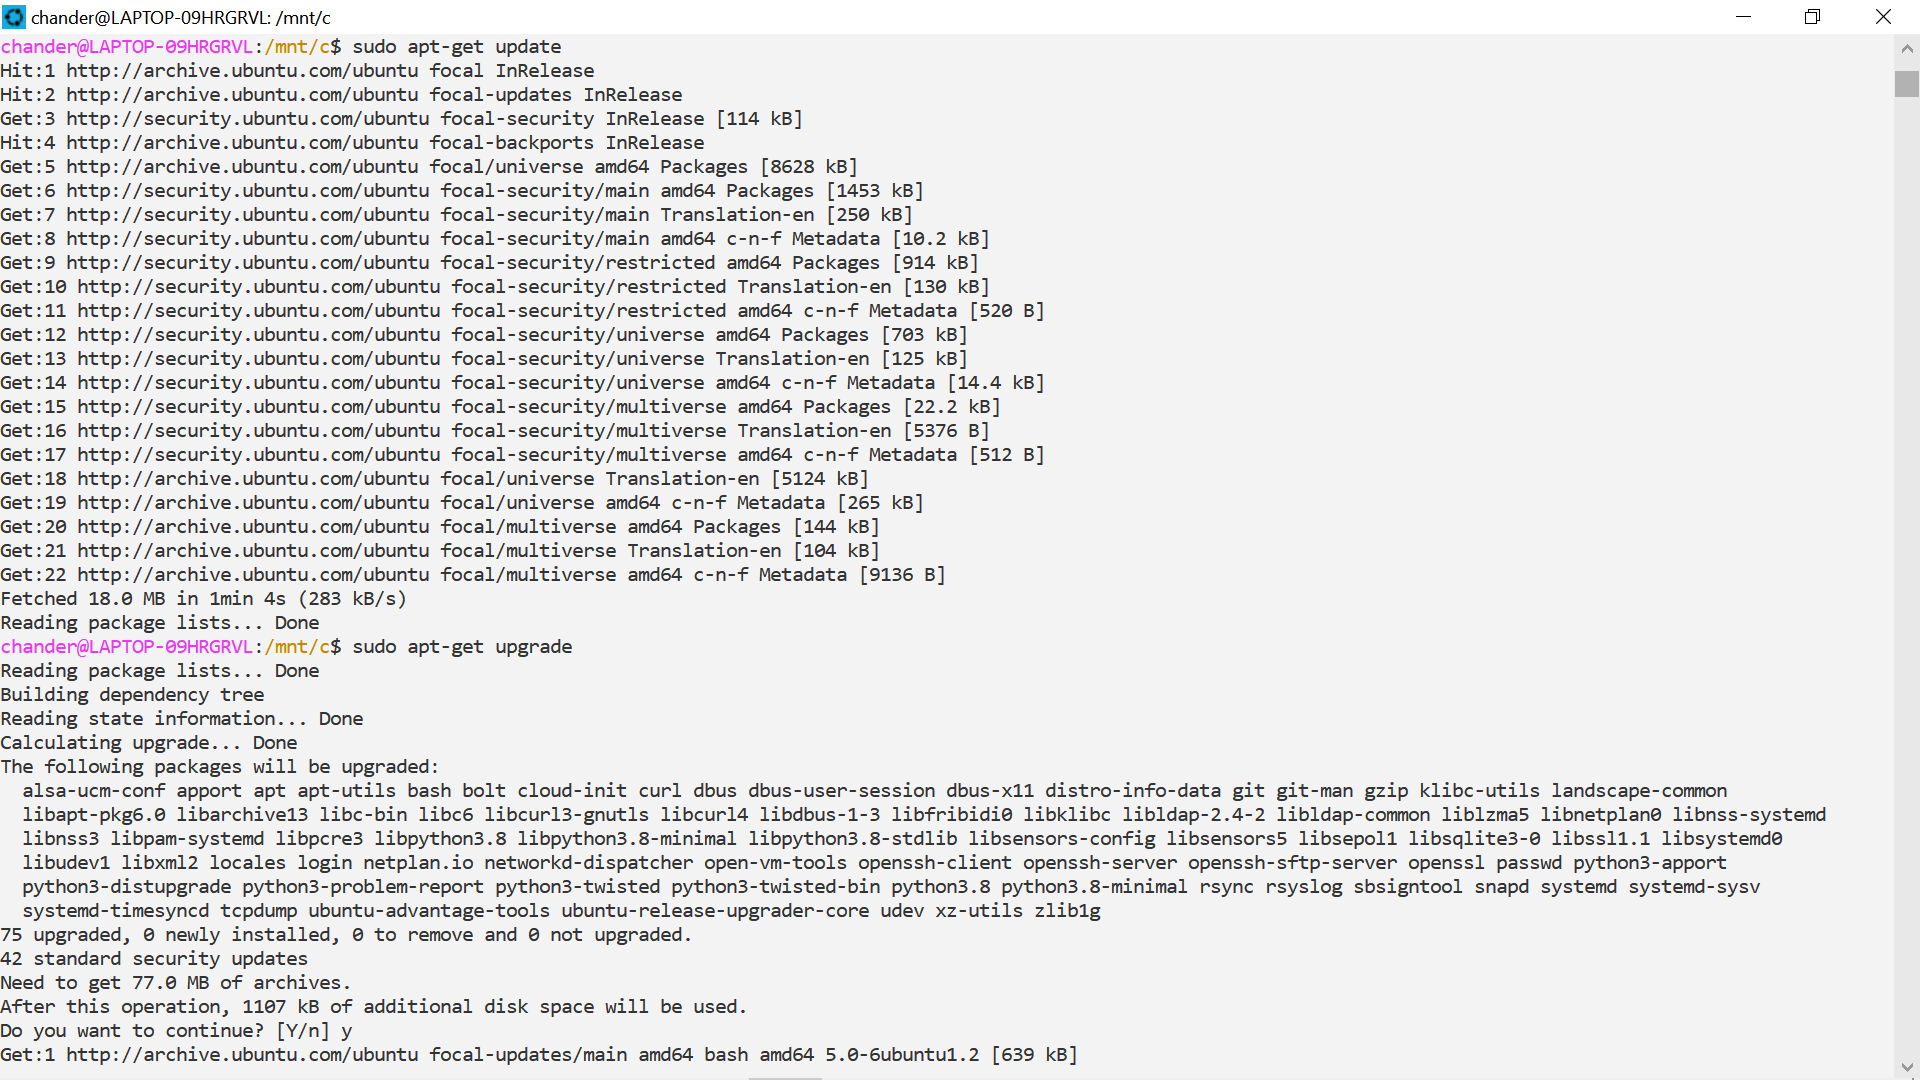 chander@LAPTOP-09HRGRVL: /mnt/c
chander@LAPTOP-09HRGRVL:/mnt/c$ sudo apt-get update
Hit:1 http://archive.ubuntu.com/ubuntu focal InRelease
Hit:2 http://archive.ubuntu.com/ubuntu focal-updates InRelease
Get:3 http://security.ubuntu.com/ubuntu focal-security InRelease [114 kB]
Hit:4 http://archive.ubuntu.com/ubuntu focal-backports InRelease
Get:5 http://archive.ubuntu.com/ubuntu focal/universe amd64 Packages [8628 kB]
Get:6 http://security.ubuntu.com/ubuntu focal-security/main amd64 Packages [1453 kB]
Get:7 http://security.ubuntu.com/ubuntu focal-security/main Translation-en [250 kB]
Get:8 http://security.ubuntu.com/ubuntu focal-security/main amd64 c-n-f Metadata [10.2 kB]
Get:9 http://security.ubuntu.com/ubuntu focal-security/restricted amd64 Packages [914 kB]
Get:10 http://security.ubuntu.com/ubuntu focal-security/restricted Translation-en [130 kB]
Get:11 http://security.ubuntu.com/ubuntu focal-security/restricted amd64 c-n-f Metadata [520 B]
Get:12 http://security.ubuntu.com/ubuntu focal-security/universe amd64 Packages [703 kB]
Get:13 http://security.ubuntu.com/ubuntu focal-security/universe Translation-en [125 kB]
Get:14 http://security.ubuntu.com/ubuntu focal-security/universe amd64 c-n-f Metadata [14.4 kB]
Get:15 http://security.ubuntu.com/ubuntu focal-security/multiverse amd64 Packages [22.2 kB]
Get:16 http://security.ubuntu.com/ubuntu focal-security/multiverse Translation-en [5376 B]
Get:17 http://security.ubuntu.com/ubuntu focal-security/multiverse amd64 c-n-f Metadata [512 B]
Get:18 http://archive.ubuntu.com/ubuntu focal/universe Translation-en [5124 kB]
Get:19 http://archive.ubuntu.com/ubuntu focal/universe amd64 c-n-f Metadata [265 kB]
Get:20 http://archive.ubuntu.com/ubuntu focal/multiverse amd64 Packages [144 kB]
Get:21 http://archive.ubuntu.com/ubuntu focal/multiverse Translation-en [104 kB]
Get:22 http://archive.ubuntu.com/ubuntu focal/multiverse amd64 c-n-f Metadata [9136 B]
Fetched 18.0 MB in 1min 4s (283 kB/s)
Reading package lists... Done
chander@LAPTOP-09HRGRVL:/mnt/c$ sudo apt-get upgrade
Reading package lists... Done
Building dependency tree
Reading state information... Done
Calculating upgrade... Done
The following packages will be upgraded:
alsa-ucm-conf apport apt apt-utils bash bolt cloud-init curl dbus dbus-user-session dbus-x11 distro-info-data git git-man gzip klibc-utils landscape-common
libapt-pkg6.0 libarchive13 libc-bin libc6 libcurl3-gnutls libcurl4 libdbus-1-3 libfribidi0 libklibc libldap-2.4-2 libldap-common liblzma5 libnetplan0 libnss-systemd
libnss3 libpam-systemd libpcre3 libpython3.8 libpython3.8-minimal libpython3.8-stdlib libsensors-config libsensors5 libsepol1 libsqlite3-0 libssl1.1 libsystemd0
libudev1 libxml2 locales login netplan.io networkd-dispatcher open-vm-tools openssh-client openssh-server openssh-sftp-server openssl passwd python3-apport
python3-distupgrade python3-problem-report python3-twisted python3-twisted-bin python3.8 python3.8-minimal rsync rsyslog sbsigntool snapd systemd systemd-sysv
systemd-timesyncd tcpdump ubuntu-advantage-tools ubuntu-release-upgrader-core udev xz-utils zlib1g
75 upgraded, 0 newly installed, 0 to remove and 0 not upgraded.
42 standard security updates
Need to get 77.0 MB of archives.
After this operation, 1107 kB of additional disk space will be used.
Do you want to continue? [Y/n] y
Get:1 http://archive.ubuntu.com/ubuntu focal-updates/main amd64 bash amd64 5.0-6ubuntu1.2 [639 kB]